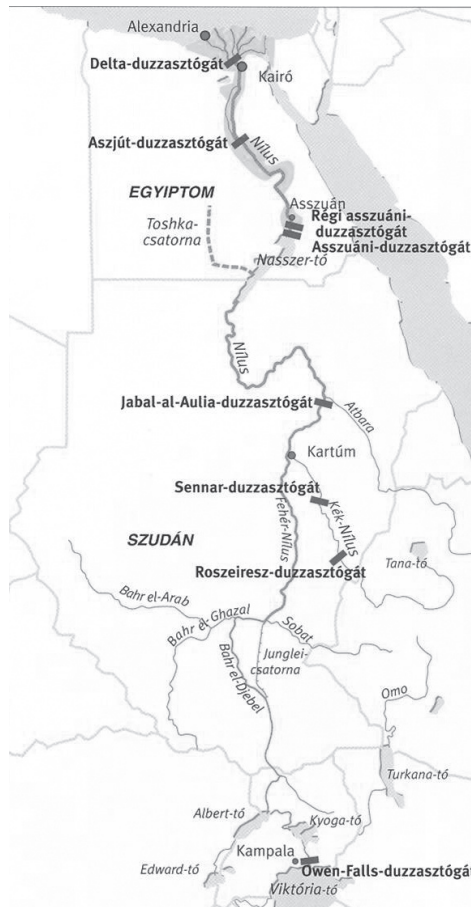 Alexandria
Delta-duzzasztógát
Kairó
Aszjút-duzzasztógát
Nílus
EGYIPTOM
Asszuán
Toshka-
csatorna
Régi asszuáni-
duzzasztógát
Asszuáni-duzzasztógát
Nasszer-tó
Nílus
Jabal-al-Aulia-duzzasztógát
Atbara
Kartúm
Sennar-duzzasztógát
Kék-Nílus
Fehér-Nílus
SZUDÁN
Roszeiresz-duzzasztógát
Tana-tó
Bahr el-Arab
Bahr el-Ghazal
Sobat
Junglei-
csatorna
Bahr el-Djebel
Omo
Turkana-tó
Albert-tó
Kyoga-tó
Kampala
Edward-tó
Owen-Falls-duzzasztógát
Viktória-tó